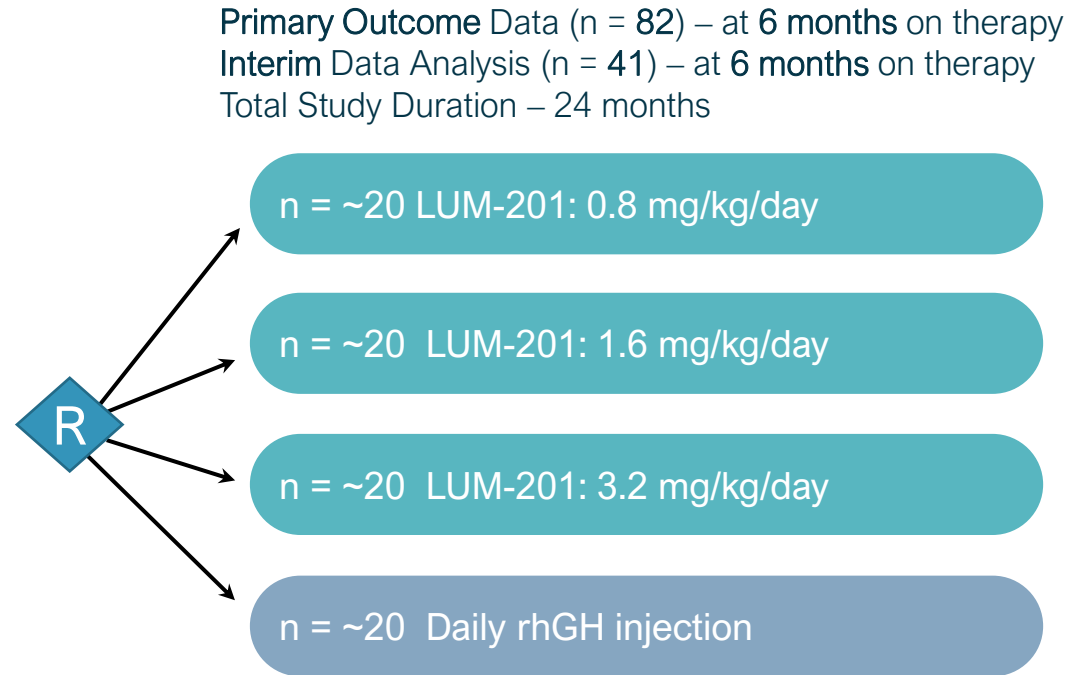 Primary Outcome Data (n = 82) – at 6 months on therapy
Interim Data Analysis (n = 41) – at 6 months on therapy
Total Study Duration – 24 months
n = ~20 LUM-201: 0.8 mg/kg/day
n = ~20 LUM-201: 1.6 mg/kg/day
R
n = ~20 LUM-201: 3.2 mg/kg/day
n = ~20 Daily rhGH injection